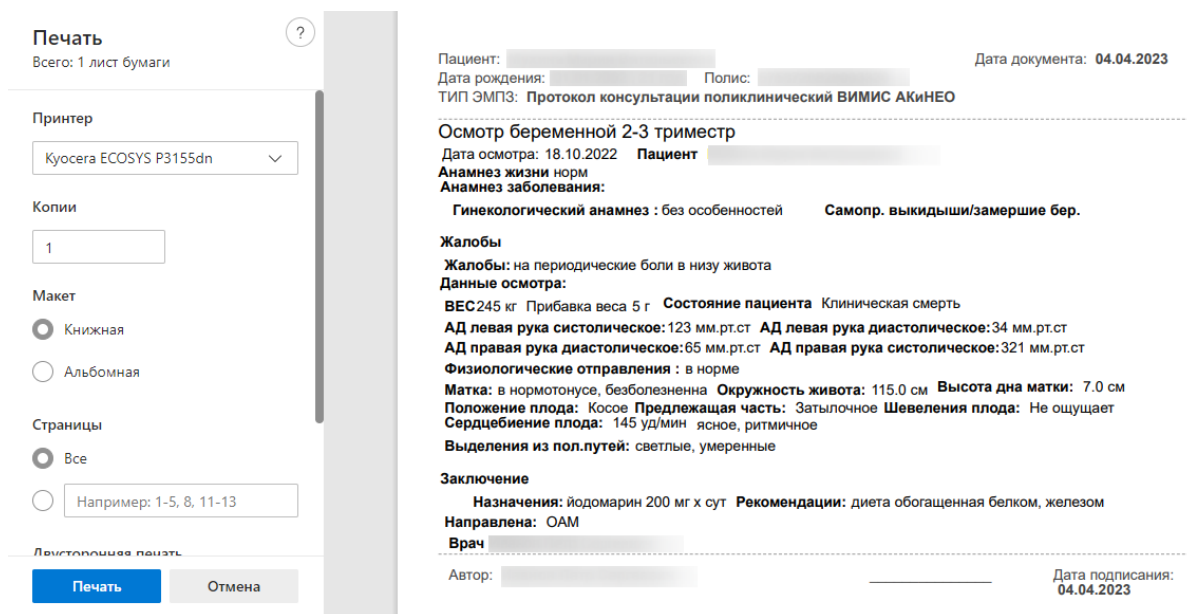 Печать
?
Всего: 1 лист бумаги
Принтер
Kyocera ECOSYS P3155dn
Копии
1
Макет
Книжная
Альбомная
Страницы
Все
Например: 1-5, 8, 11-13
Двусторонняя печать
Печать Отмена
Пациент: Дата документа: 04.04.2023
Дата рождения: Полис:
ТИП ЭМПЗ: Протокол консультации поликлинический ВИМИС АКиНЕО
Осмотр беременной 2-3 триместр
Дата осмотра: 18.10.2022 Пациент
Анамнез жизни норм
Анамнез заболевания:
Гинекологический анамнез : без особенностей Самопр. выкидыши/замершие бер.
Жалобы
Жалобы: на периодические боли в низу живота
Данные осмотра:
ВЕС245 кг Прибавка веса 5 г Состояние пациента Клиническая смерть
АД левая рука систолическое:123 мм.рт.ст АД левая рука диастолическое:34 мм.рт.ст
АД правая рука диастолическое:65 мм.рт.ст АД правая рука систолическое:321 мм.рт.ст
Физиологические отправления : в норме
Матка: в нормотонусе, безболезненна Окружность живота: 115.0 см Высота дна матки: 7.0 см
Положение плода: Косое Предлежащая часть: Затылочное Шевеления плода: Не ощущает
Сердцебиение плода: 145 уд/мин ясное, ритмичное
Выделения из пол.путей: светлые, умеренные
Заключение
Назначения: йодомарин 200 мг х сут Рекомендации: диета обогащенная белком, железом
Направлена: ОАМ
Врач
Автор: Дата подписания:
04.04.2023